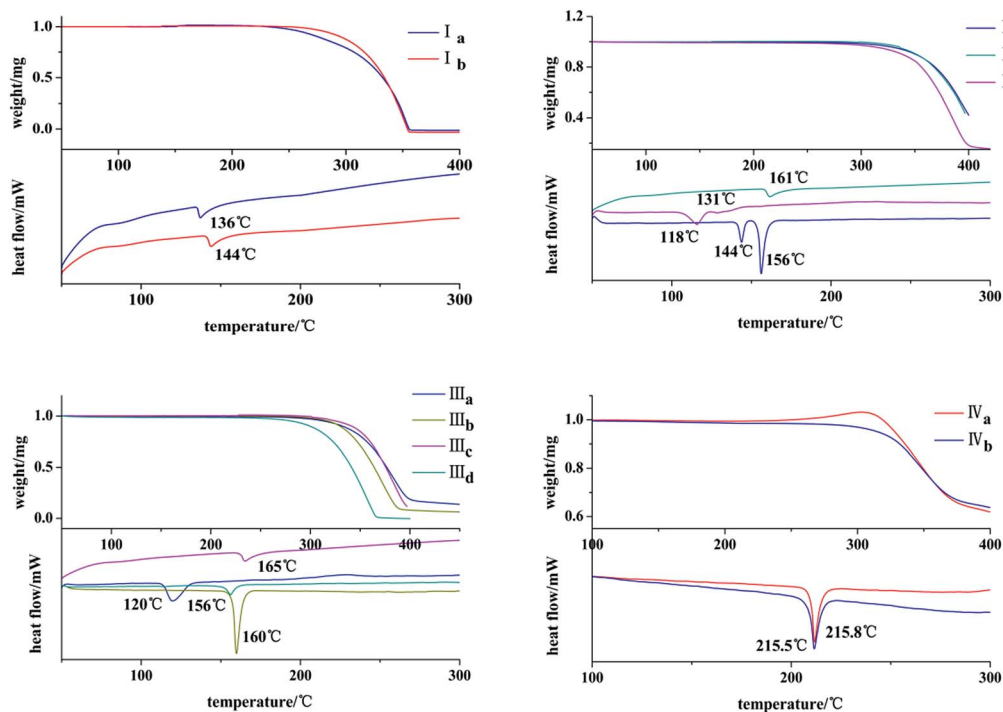 1.0
0.5
0.0
weight/mg
Ⅰa
Ⅰb
100
200
300
400
136℃
144℃
heat flow/mW
100
200
300
temperature/℃
1.2
0.8
0.4
weight/mg
100
200
300
400
161℃
131℃
118℃
144℃
156℃
heat flow/mW
100
200
300
temperature/℃
1.0
0.5
0.0
weight/mg
Ⅲa
Ⅲb
Ⅲc
Ⅲd
100
200
300
400
165℃
120℃
156℃
160℃
heat flow/mW
100
200
300
temperature/℃
1.0
0.8
0.6
weight/mg
Ⅳa
Ⅳb
100
200
300
400
215.5℃
215.8℃
heat flow/mW
100
200
300
temperature/℃